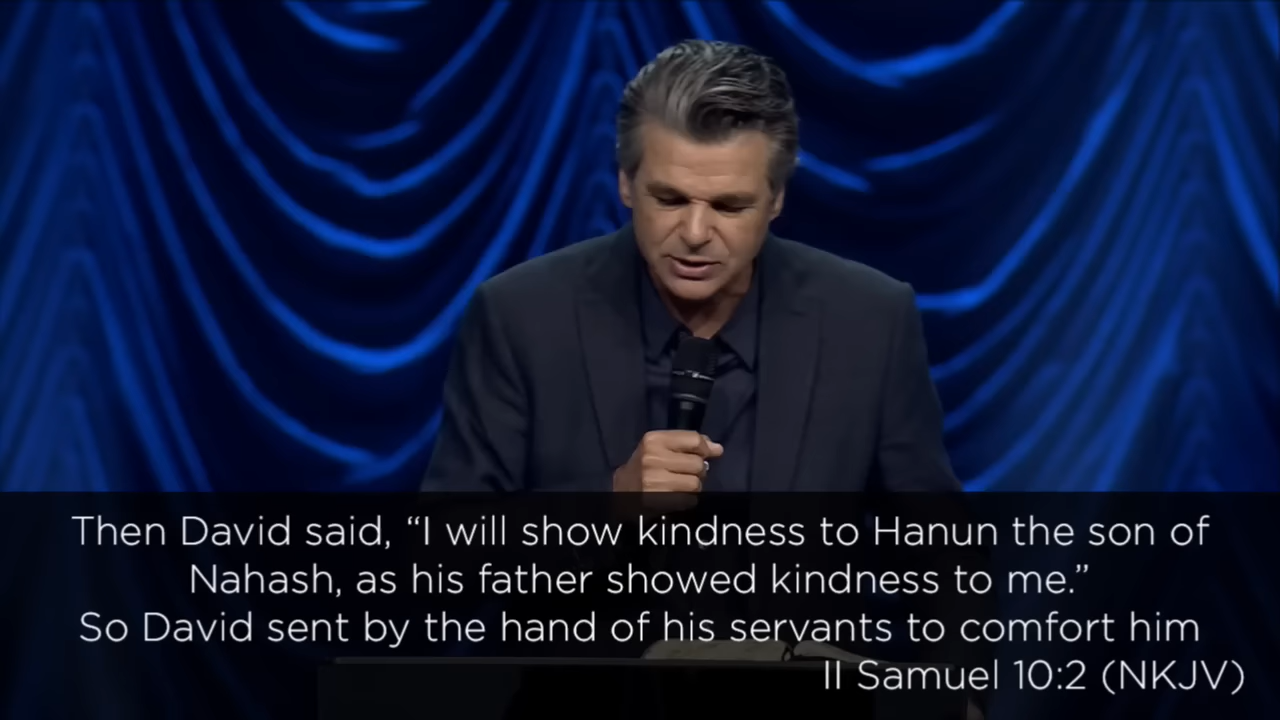 Then David said, “I will show kindness to Hanun the son of
Nahash, as his father showed kindness to me.”
So David sent by the hand of his servants to comfort him
II Samuel 10:2 (NKJV)